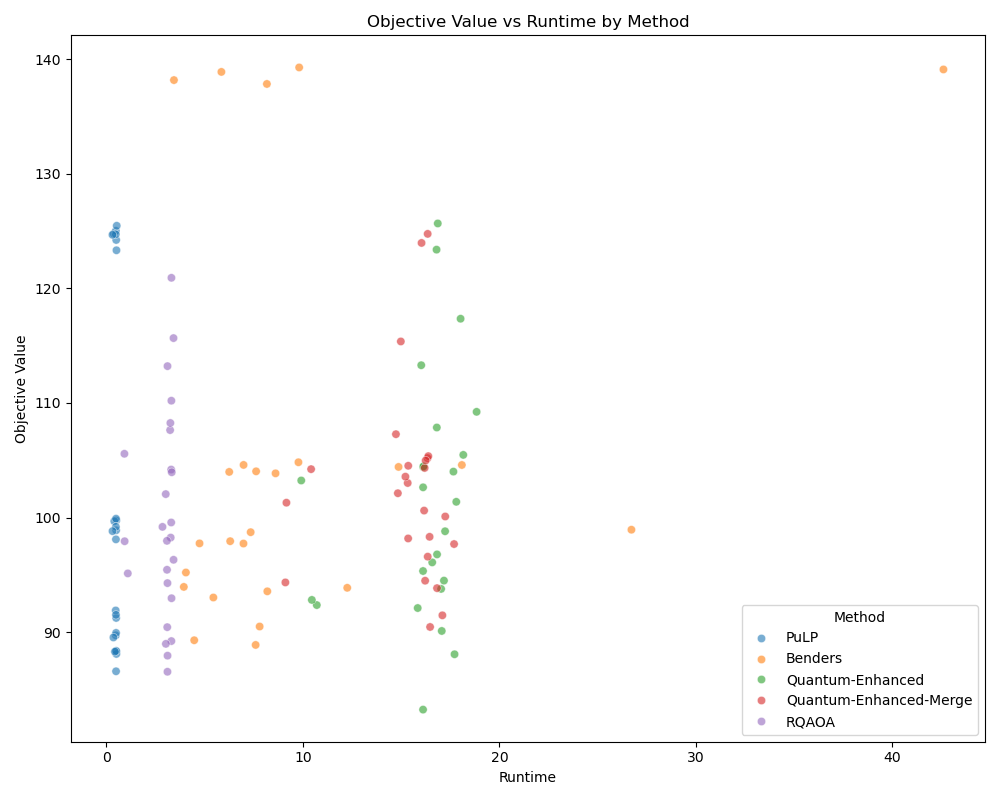 Objective Value vs Runtime by Method
140
130
120
110
100
90
Objective Value
0
10
20
30
40
Runtime
Method
PuLP
Benders
Quantum-Enhanced
Quantum-Enhanced-Merge
RQAOA